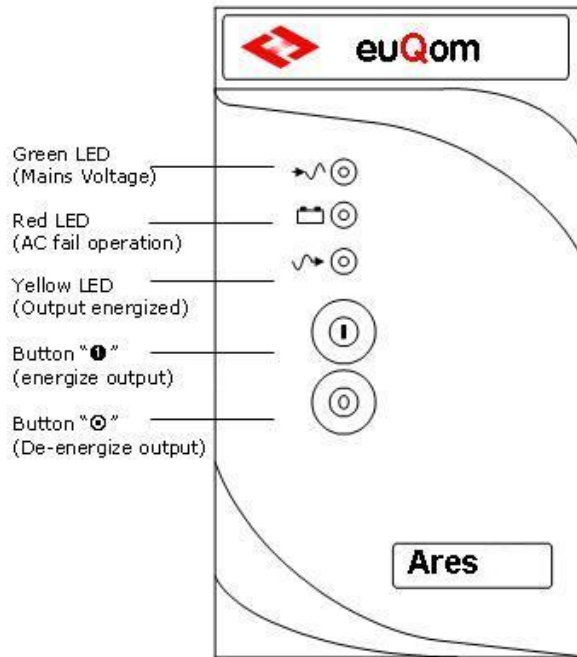 euQom
Green LED
(Mains Voltage)
Red LED
(AC fail operation)
Yellow LED
(Output energized)
Button "❶"
(energize output)
Button "⊙"
(De-energize output)
I
O
Ares